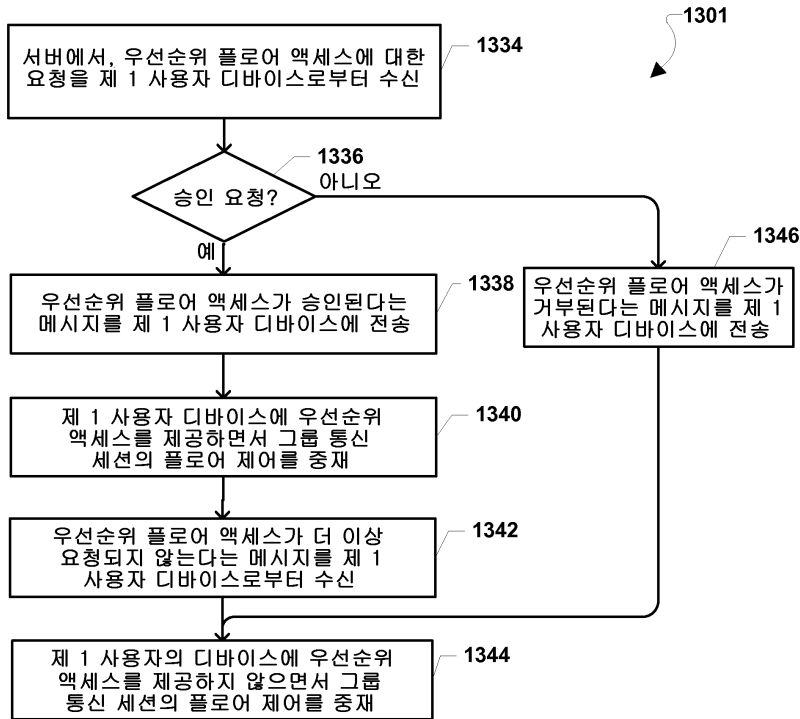 1301
서버에서, 우선순위 플로어 액세스에 대한
요청을 제 1 사용자 디바이스로부터 수신
1334
1336
승인 요청?
아니오
예
우선순위 플로어 액세스가 승인된다는
메시지를 제 1 사용자 디바이스에 전송
1338
1346
우선순위 플로어 액세스가
거부된다는 메시지를 제 1
사용자 디바이스에 전송
제 1 사용자 디바이스에 우선순위
액세스를 제공하면서 그룹 통신
세션의 플로어 제어를 중재
1340
우선순위 플로어 액세스가 더 이상
요청되지 않는다는 메시지를 제 1
사용자 디바이스로부터 수신
1342
제 1 사용자의 디바이스에 우선순위
액세스를 제공하지 않으면서 그룹
통신 세션의 플로어 제어를 중재
1344